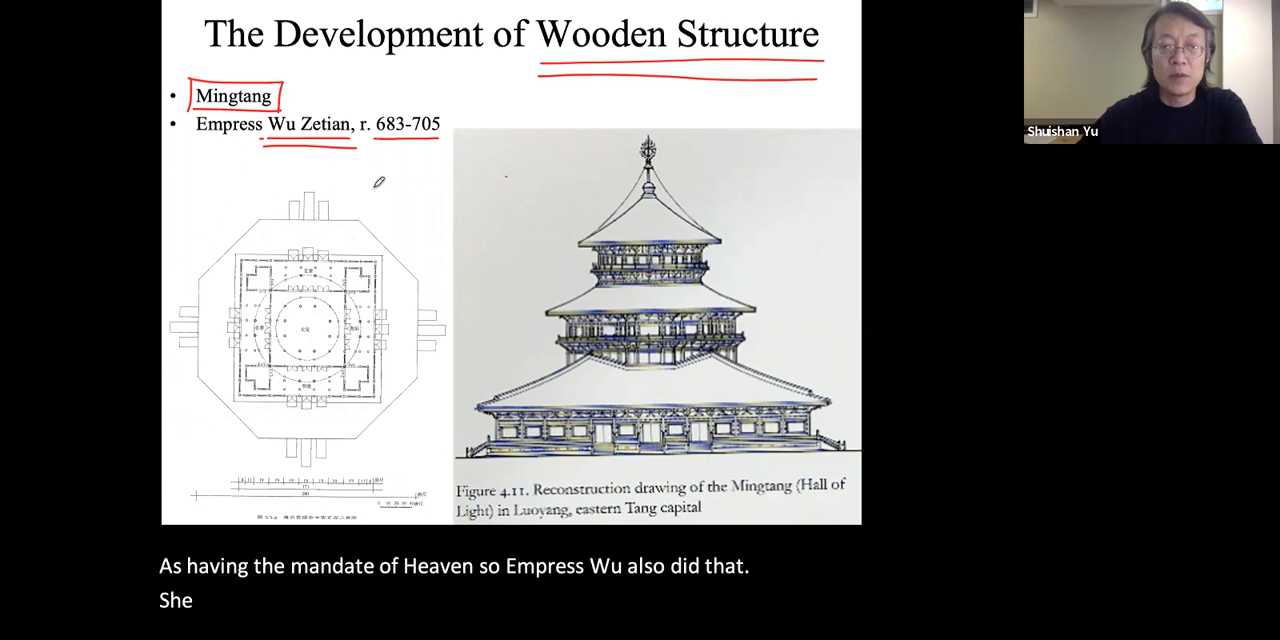 The Development of Wooden Structure
• Mingtang
• Empress Wu Zetian, r. 683-705
Shuishan Yu
Figure 4.11. Reconstruction drawing of the Mingtang (Hall of
Light) in Luoyang, eastern Tang capital
As having the mandate of Heaven so Empress Wu also did that.
She